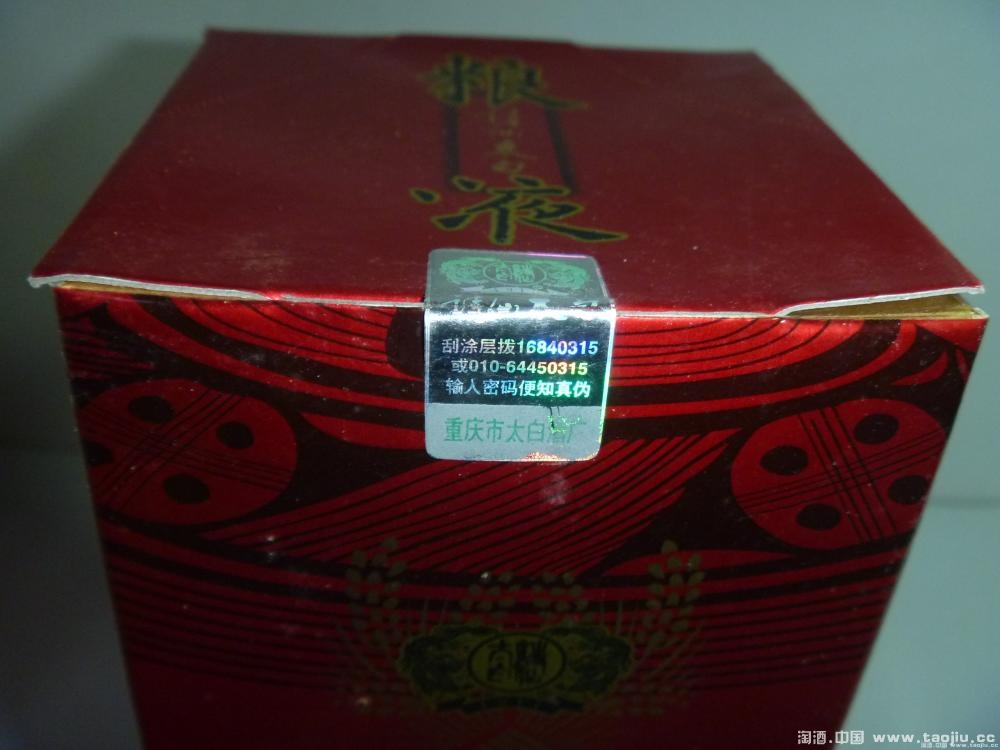 粮
液
刮涂层拨16840315
或010-64450315
输入密码便知真伪
重庆市太白酒厂
淘酒.中国 www.taojiu.cc